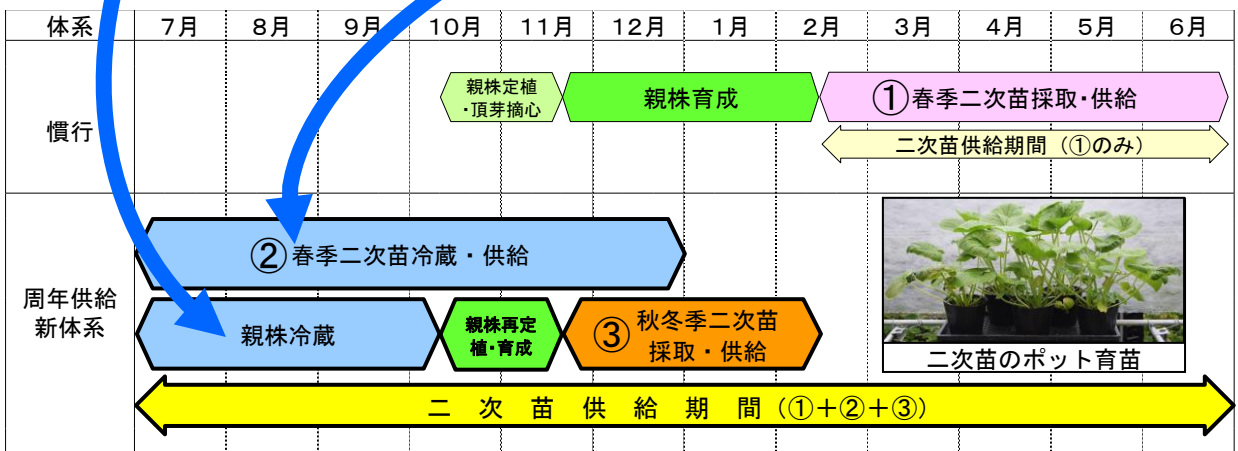 体系 7月 8月 9月 10月 11月 12月 1月 2月 3月 4月 5月 6月
慣行
親株定植
・頂芽摘心
親株育成
①春季二次苗採取・供給
二次苗供給期間（①のみ）
周年供給
新体系
②春季二次苗冷蔵・供給
親株冷蔵
親株再定
植・育成
③秋冬季二次苗
採取・供給
二次苗のポット育苗
二次苗供給期間（①＋②＋③）